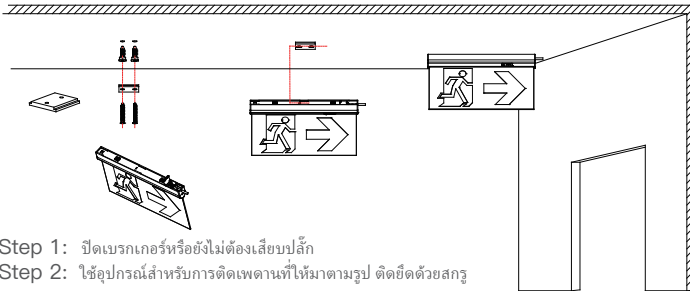 Step 1: ปิดเบรกเกอร์หรือยังไม่ต้องเสียบปลั๊ก
Step 2: ใช้อุปกรณ์สำหรับการติดเพดานที่ให้มาตามรูป ติดยึดด้วยสกรู